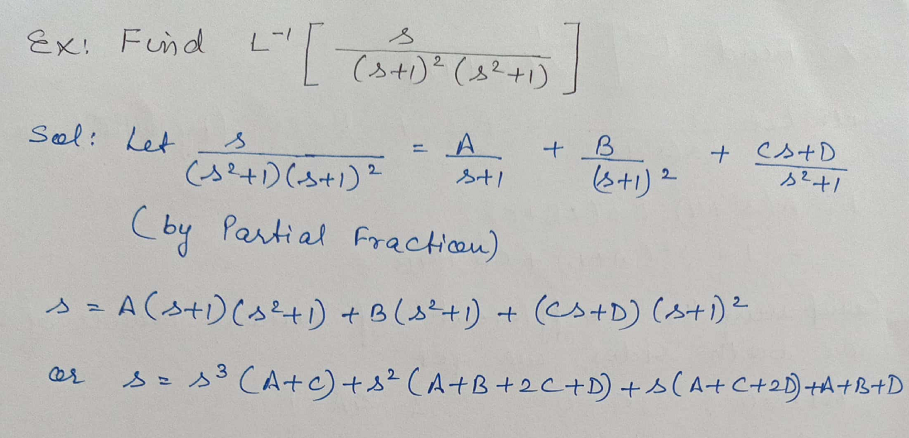 Ex: Find L⁻¹ [ s / (s+1)² (s²+1) ]
Sol: Let s / (s²+1)(s+1)² = A / s+1 + B / (s+1)² + Cs+D / s²+1
(by Partial Fraction)
s = A(s+1)(s²+1) + B(s²+1) + (Cs+D)(s+1)²
or s = s³(A+C) + s²(A+B+2C+D) + s(A+C+2D)+A+B+D